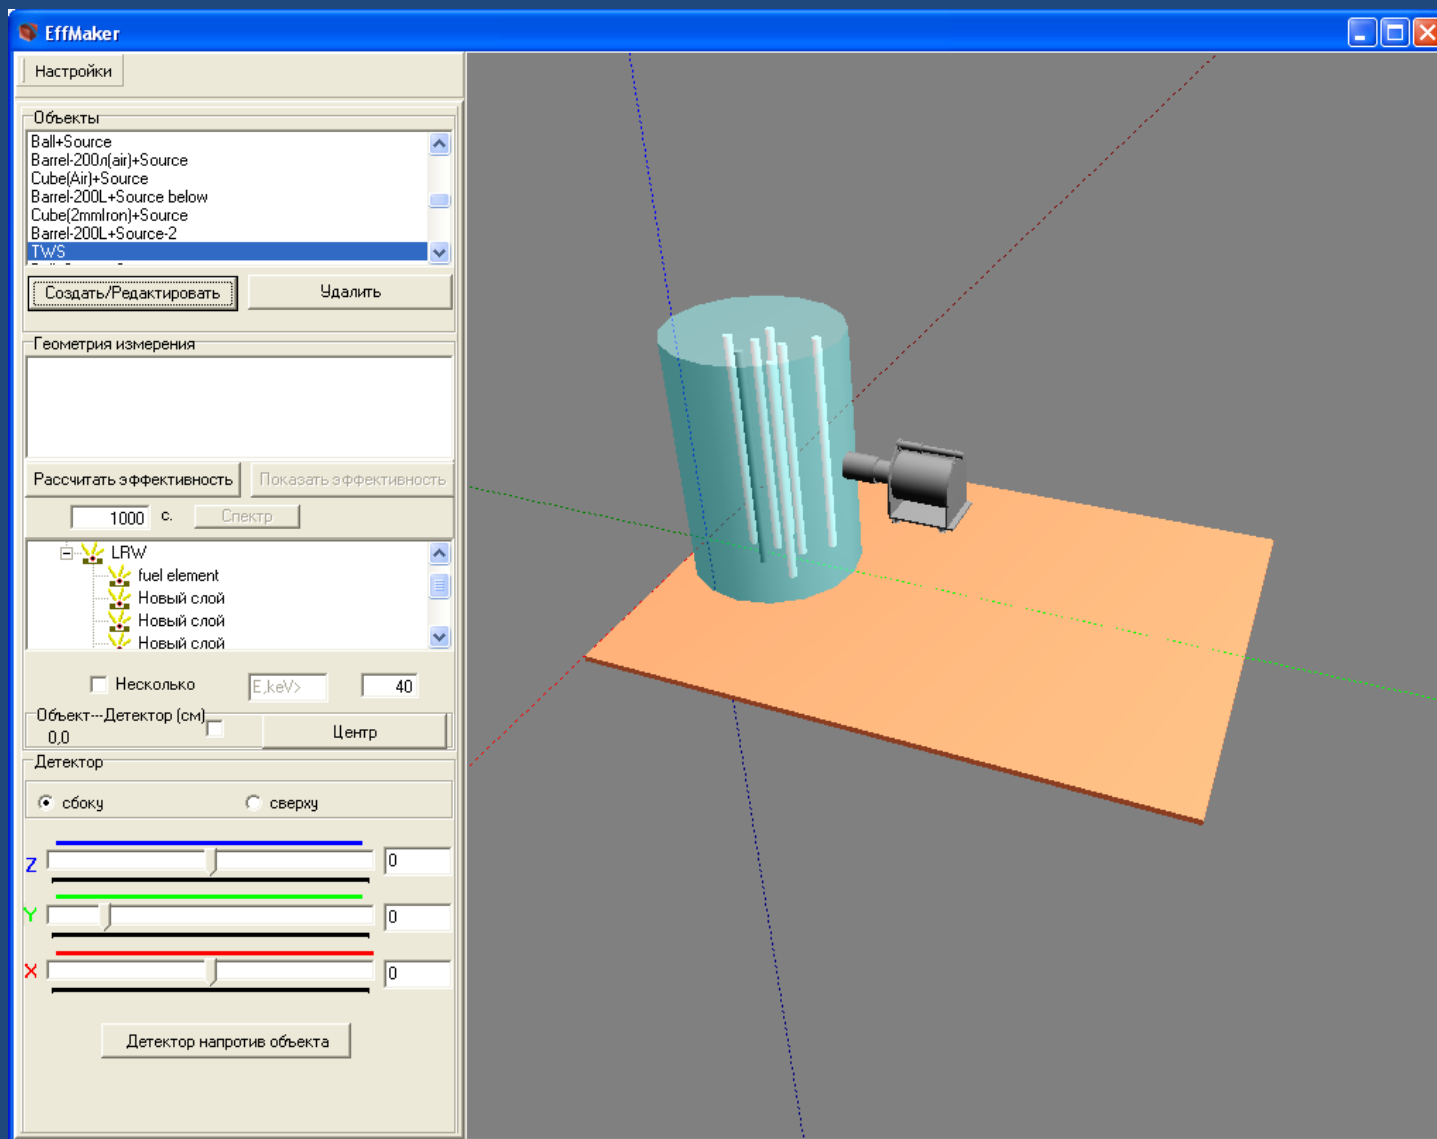 EffMaker
Настройки
Объекты
Ball+Source
Barrel-200л(air)+Source
Cube(Air)+Source
Barrel-200L+Source below
Cube(2mmIron)+Source
Barrel-200L+Source-2
TWS
Создать/Редактировать Удалить
Геометрия измерения
Рассчитать эффективность Показать эффективность
1000 с. Спектр
LRW
fuel element
Новый слой
Новый слой
Новый слой
Несколько E,keV> 40
Объект---Детектор (см)
0,0 Центр
Детектор
сбоку сверху
Z 0
Y 0
X 0
Детектор напротив объекта